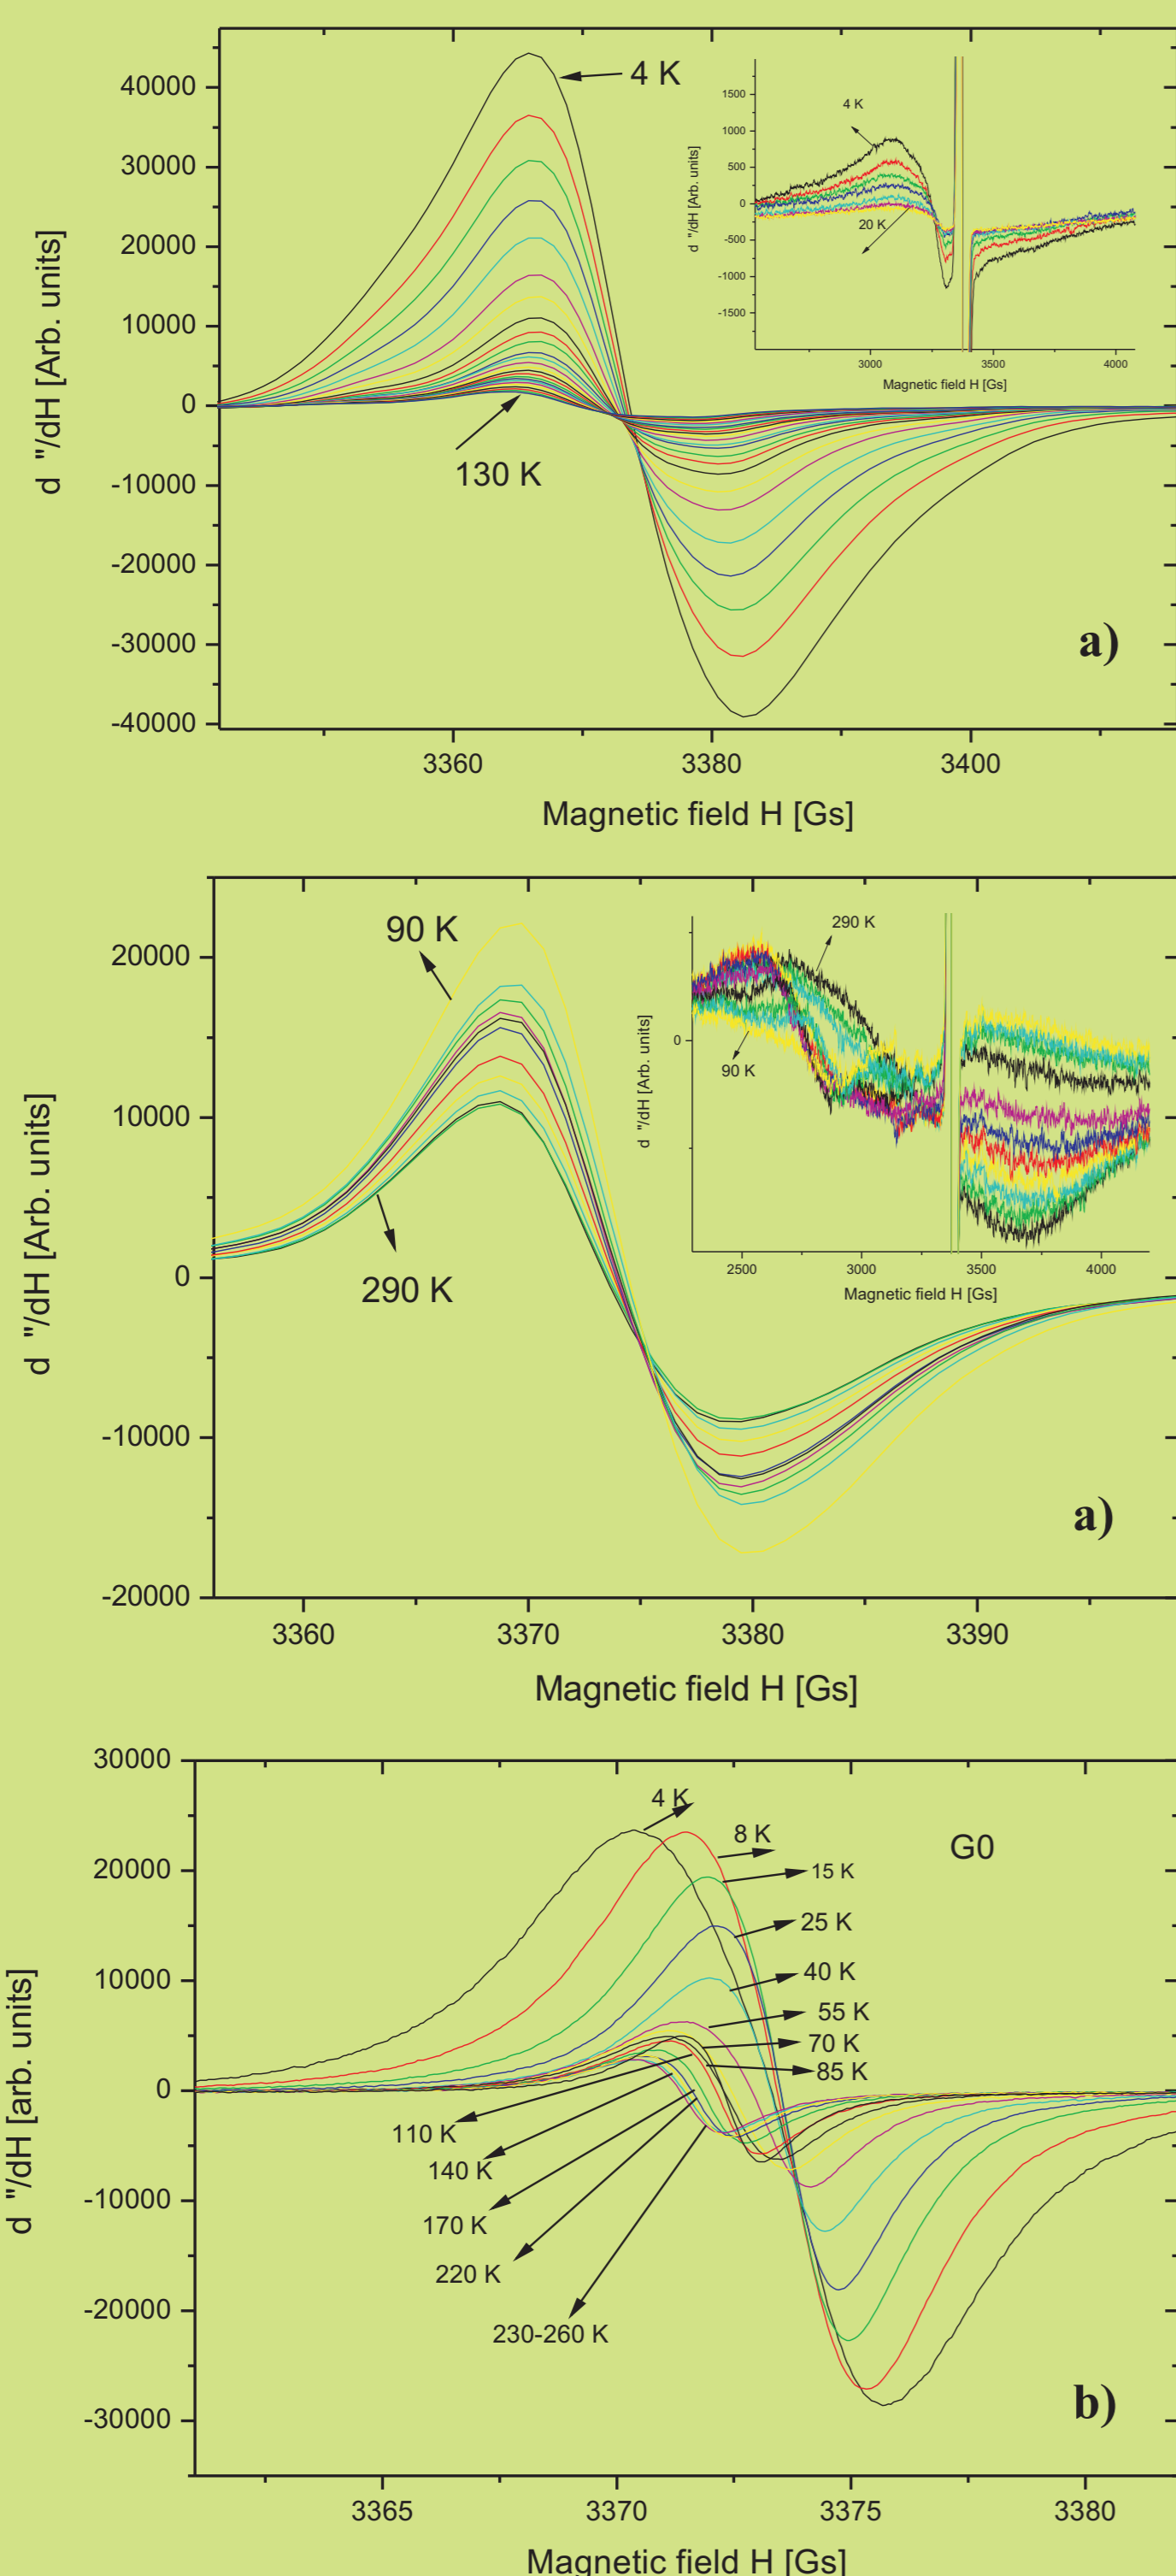 40000
30000
20000
10000
0
-10000
-20000
-30000
-40000
d "/dH [Arb. units]
4 K
130 K
a)
3360 3380 3400
Magnetic field H [Gs]
1500
1000
500
0
-500
-1000
-1500
d "/dH [Arb. units]
4 K
20 K
3000 3500 4000
Magnetic field H [Gs]
20000
10000
0
-10000
-20000
d "/dH [Arb. units]
90 K
290 K
a)
3360 3370 3380 3390
Magnetic field H [Gs]
0
d "/dH [Arb. units]
290 K
90 K
2500 3000 3500 4000
Magnetic field H [Gs]
30000
20000
10000
0
-10000
-20000
-30000
d "/dH [arb. units]
4 K
8 K
G0
15 K
25 K
40 K
55 K
70 K
85 K
110 K
140 K
170 K
220 K
230-260 K
b)
3365 3370 3375 3380
Magnetic field H [Gs]